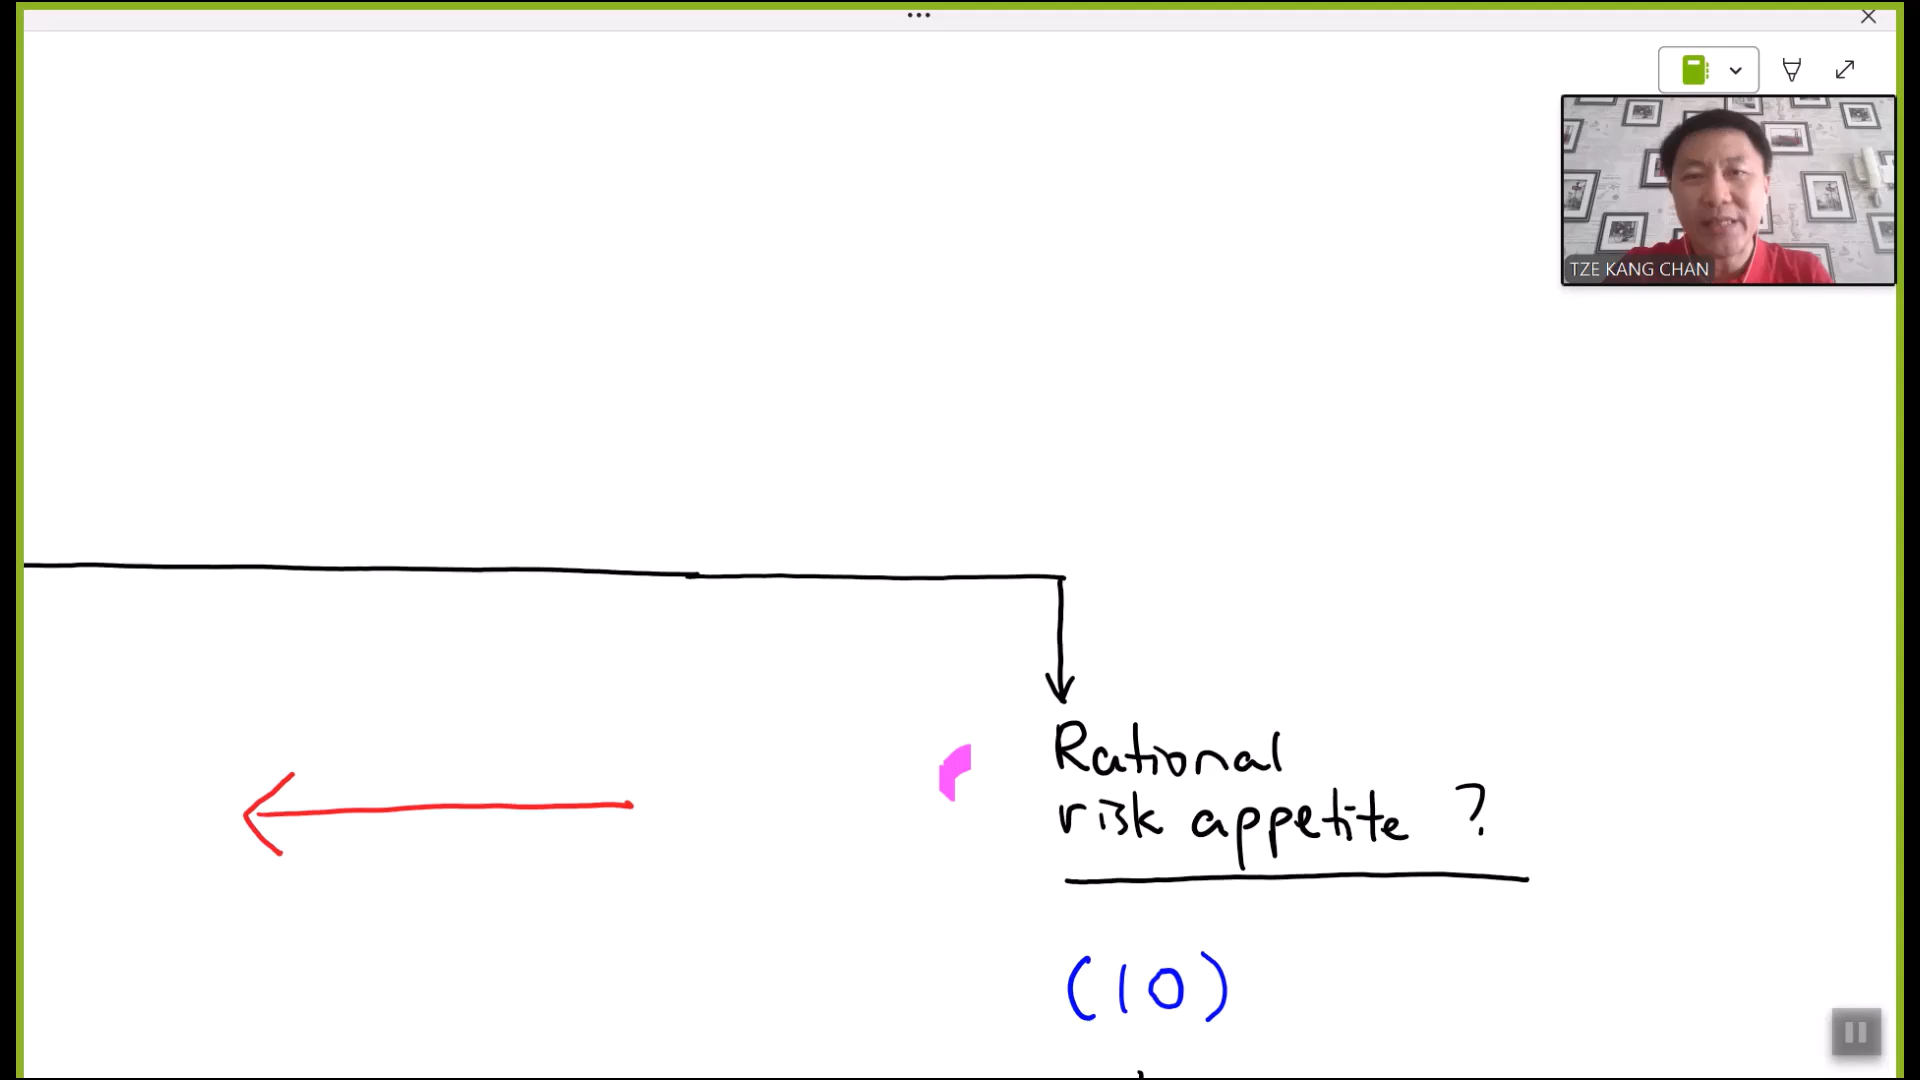 TZE KANG CHAN
Rational
risk appetite ?
(10)